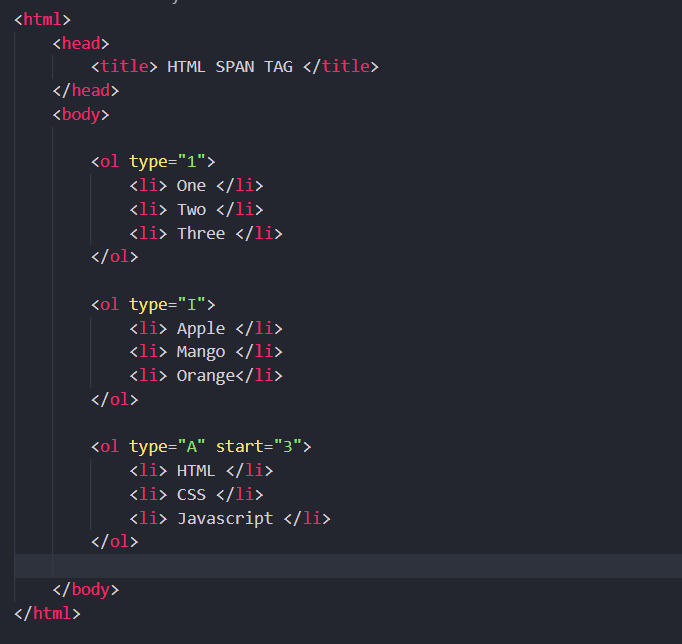 <html>
<head>
<title> HTML SPAN TAG </title>
</head>
<body>
<ol type="1">
<li> One </li>
<li> Two </li>
<li> Three </li>
</ol>
<ol type="I">
<li> Apple </li>
<li> Mango </li>
<li> Orange</li>
</ol>
<ol type="A" start="3">
<li> HTML </li>
<li> CSS </li>
<li> Javascript </li>
</ol>
</body>
</html>